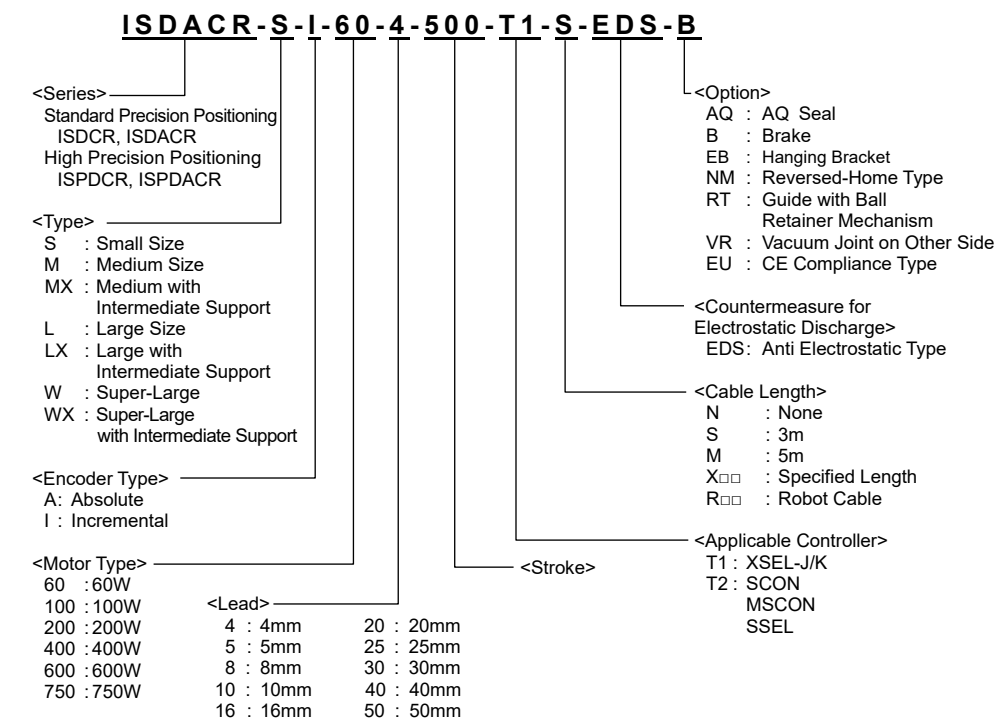 ISDACR-S-I-60-4-500-T1-S-EDS-B
<Series>
Standard Precision Positioning
ISDCR, ISDACR
High Precision Positioning
ISPDCR, ISPDACR
<Type>
S : Small Size
M : Medium Size
MX : Medium with
Intermediate Support
L : Large Size
LX : Large with
Intermediate Support
W : Super-Large
WX : Super-Large
with Intermediate Support
<Encoder Type>
A: Absolute
I : Incremental
<Motor Type>
60 :60W
100 :100W
200 :200W
400 :400W
600 :600W
750 :750W
<Lead>
4 : 4mm
5 : 5mm
8 : 8mm
10 : 10mm
16 : 16mm
20 : 20mm
25 : 25mm
30 : 30mm
40 : 40mm
50 : 50mm
<Stroke>
<Option>
AQ : AQ Seal
B : Brake
EB : Hanging Bracket
NM : Reversed-Home Type
RT : Guide with Ball
Retainer Mechanism
VR : Vacuum Joint on Other Side
EU : CE Compliance Type
<Countermeasure for
Electrostatic Discharge>
EDS: Anti Electrostatic Type
<Cable Length>
N : None
S : 3m
M : 5m
X□□ : Specified Length
R□□ : Robot Cable
<Applicable Controller>
T1 : XSEL-J/K
T2 : SCON
MSCON
SSEL